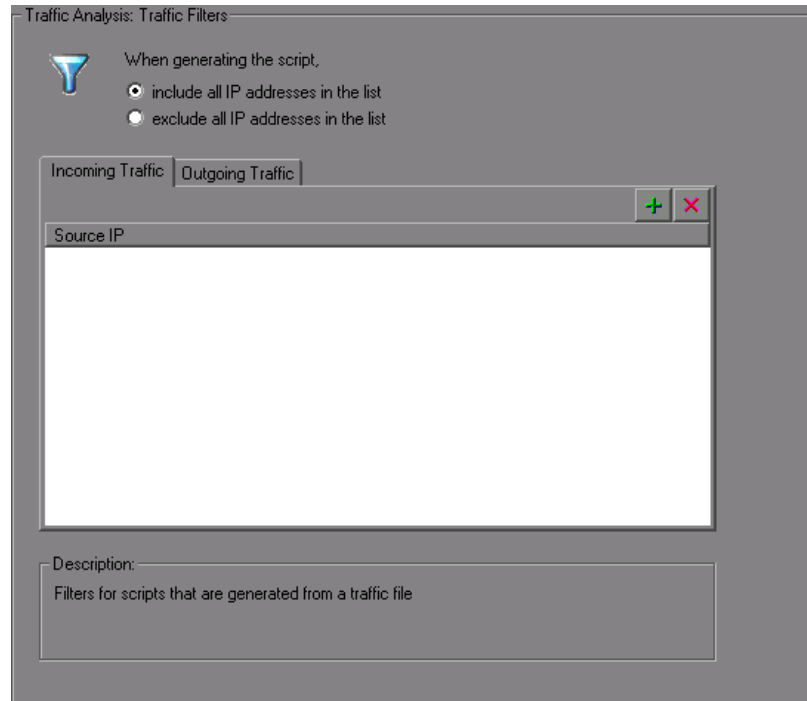 Traffic Analysis: Traffic Filters
When generating the script,
include all IP addresses in the list
exclude all IP addresses in the list
Incoming Traffic
Outgoing Traffic
Source IP
Description:
Filters for scripts that are generated from a traffic file